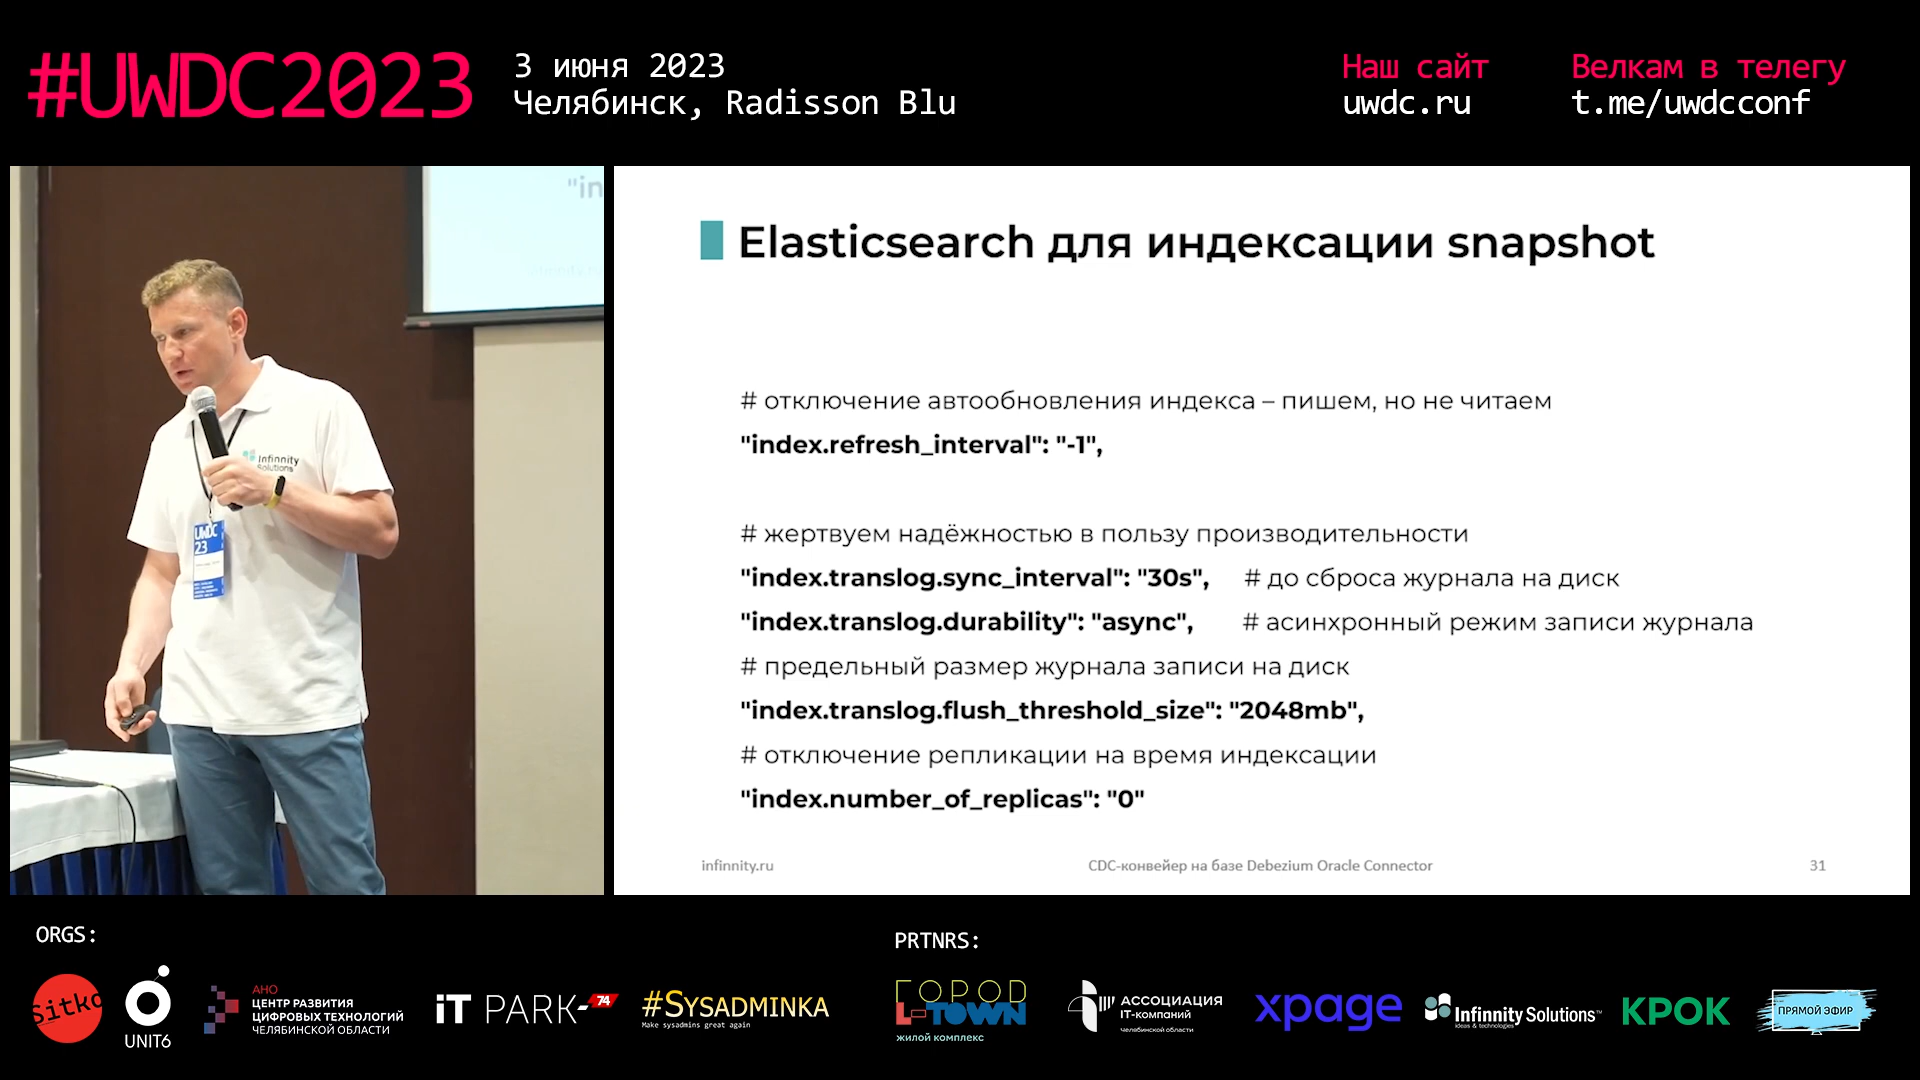 #UWDC2023
3 июня 2023
Челябинск, Radisson Blu
Наш сайт
uwdc.ru
Велкам в телегу
t.me/uwdcconf
"in
Infinnity
Solutions
UWDC
23
Elasticsearch для индексации snapshot
# отключение автообновления индекса – пишем, но не читаем
"index.refresh_interval": "-1",
# жертвуем надёжностью в пользу производительности
"index.translog.sync_interval": "30s", # до сброса журнала на диск
"index.translog.durability": "async", # асинхронный режим записи журнала
# предельный размер журнала записи на диск
"index.translog.flush_threshold_size": "2048mb",
# отключение репликации на время индексации
"index.number_of_replicas": "0"
infinnity.ru
CDC-конвейер на базе Debezium Oracle Connector
31
ORGS:
Sitko
UNIT6
АНО
ЦЕНТР РАЗВИТИЯ
ЦИФРОВЫХ ТЕХНОЛОГИЙ
ЧЕЛЯБИНСКОЙ ОБЛАСТИ
iT PARK-74
#SYSADMINKA
Make sysadmins great again
PRTNRS:
ГОРОД
L-TOWN
жилой комплекс
АССОЦИАЦИЯ
IT-компаний
челябинской области
xpage
Infinnity Solutions™
ideas & technologies
КРОК
ПРЯМОЙ ЭФИР